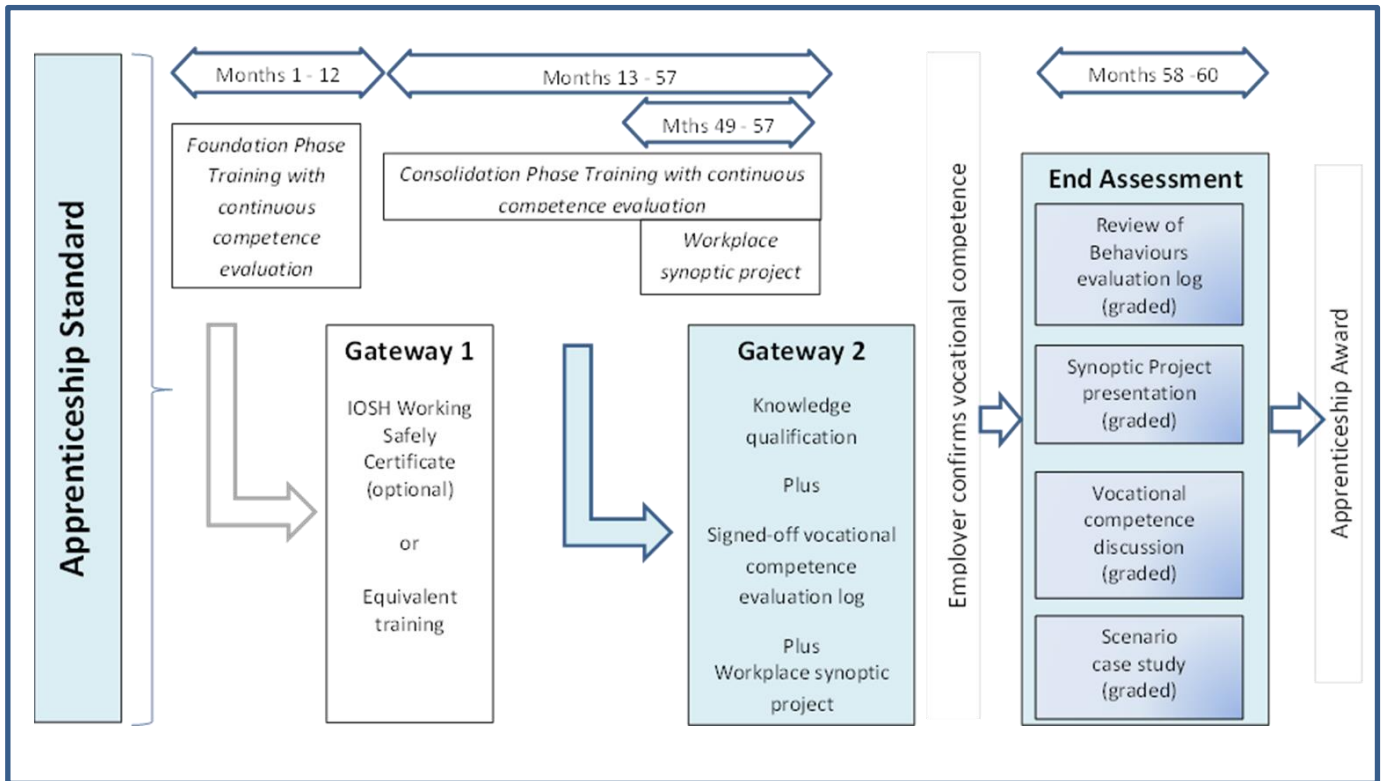 Apprenticeship Standard
Months 1 - 12
Months 13 - 57
Mths 49 - 57
Foundation Phase
Training with
continuous
competence
evaluation
Consolidation Phase Training with continuous
competence evaluation
Workplace
synoptic project
Gateway 1
IOSH Working
Safely
Certificate
(optional)
or
Equivalent
training
Gateway 2
Knowledge
qualification
Plus
Signed-off vocational
competence
evaluation log
Plus
Workplace synoptic
project
Employer confirms vocational competence
Months 58 -60
End Assessment
Review of
Behaviours
evaluation log
(graded)
Synoptic Project
presentation
(graded)
Vocational
competence
discussion
(graded)
Scenario
case study
(graded)
Apprenticeship Award